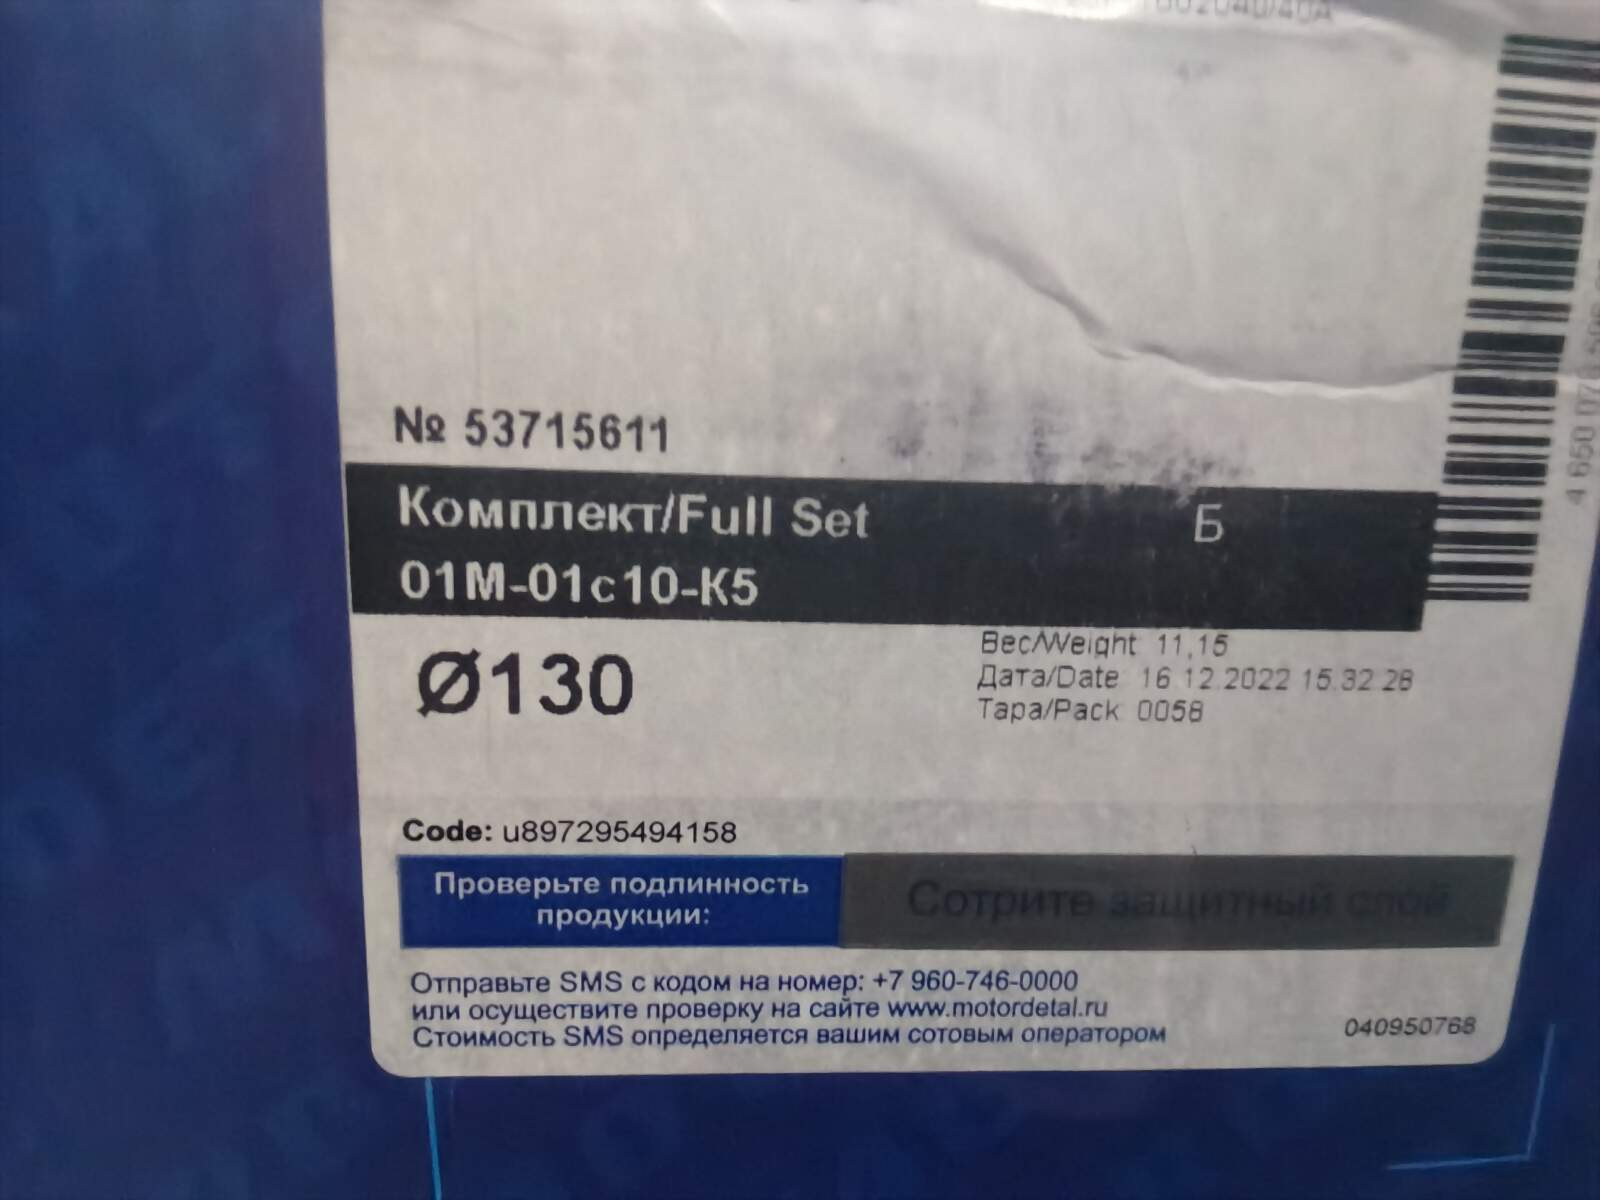 № 53715611
Комплект/Full Set Б
01М-01с10-К5
Ø130
Вес/Weight 11,15
Дата/Date 16.12.2022 15.32.28
Тара/Pack 0058
Code: u897295494158
Проверьте подлинность
продукции:
Сотрите защитный слой
Отправьте SMS с кодом на номер: +7 960-746-0000
или осуществите проверку на сайте www.motordetal.ru
Стоимость SMS определяется вашим сотовым оператором
040950768
4 650